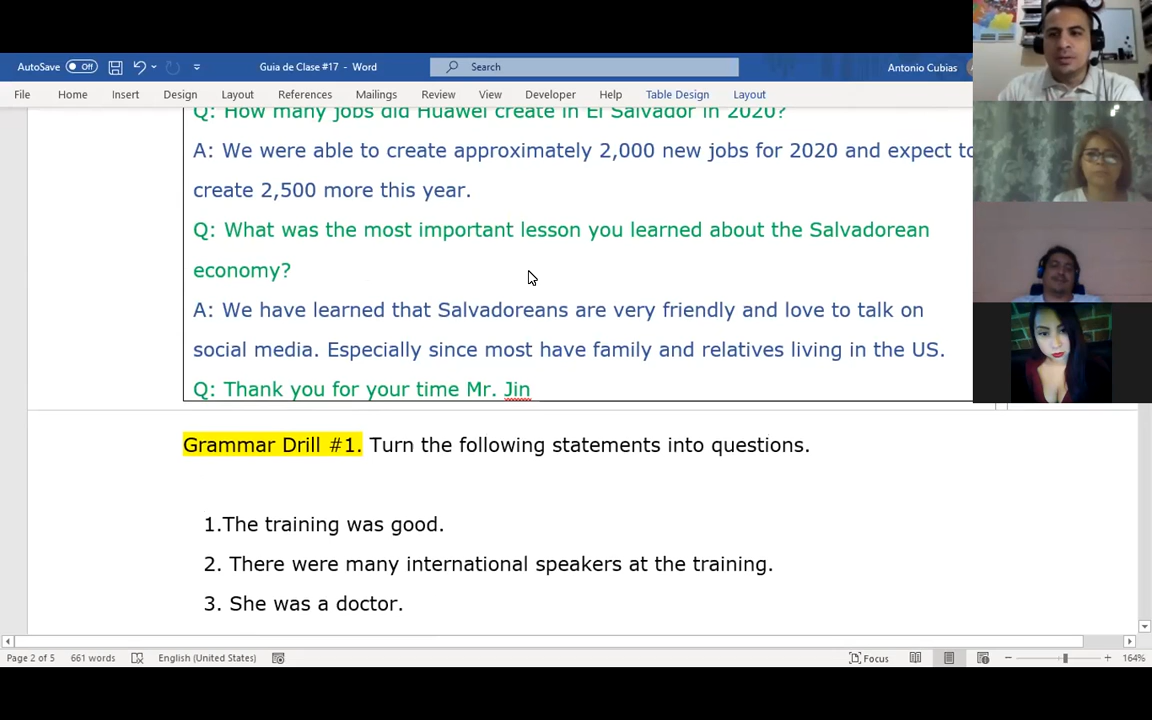 AutoSave Off Guia de Clase #17 - Word Search Antonio Cubias
File Home Insert Design Layout References Mailings Review View Developer Help Table Design Layout
Q: How many jobs did Huawei create in El Salvador in 2020?
A: We were able to create approximately 2,000 new jobs for 2020 and expect to
create 2,500 more this year.
Q: What was the most important lesson you learned about the Salvadorean
economy?
A: We have learned that Salvadoreans are very friendly and love to talk on
social media. Especially since most have family and relatives living in the US.
Q: Thank you for your time Mr. Jin
Grammar Drill #1. Turn the following statements into questions.
1.The training was good.
2. There were many international speakers at the training.
3. She was a doctor.
Page 2 of 5 661 words English (United States) Focus 164%